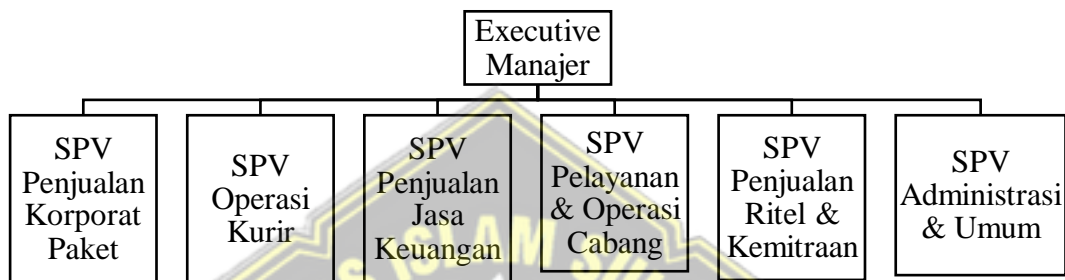 Executive
Manajer
SPV
Penjualan
Korporat
Paket
SPV
Operasi
Kurir
SPV
Penjualan
Jasa
Keuangan
SPV
Pelayanan
& Operasi
Cabang
SPV
Penjualan
Ritel &
Kemitraan
SPV
Administrasi
& Umum
ISLAM